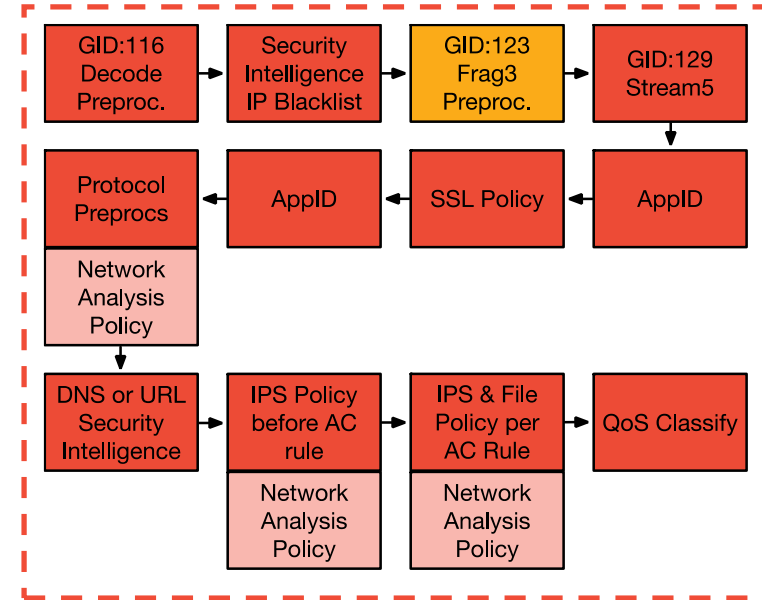 GID:116
Decode
Preproc.
Security
Intelligence
IP Blacklist
GID:123
Frag3
Preproc.
GID:129
Stream5
Protocol
Preprocs
AppID
SSL Policy
AppID
Network
Analysis
Policy
DNS or URL
Security
Intelligence
IPS Policy
before AC
rule
IPS & File
Policy per
AC Rule
QoS Classify
Network
Analysis
Policy
Network
Analysis
Policy